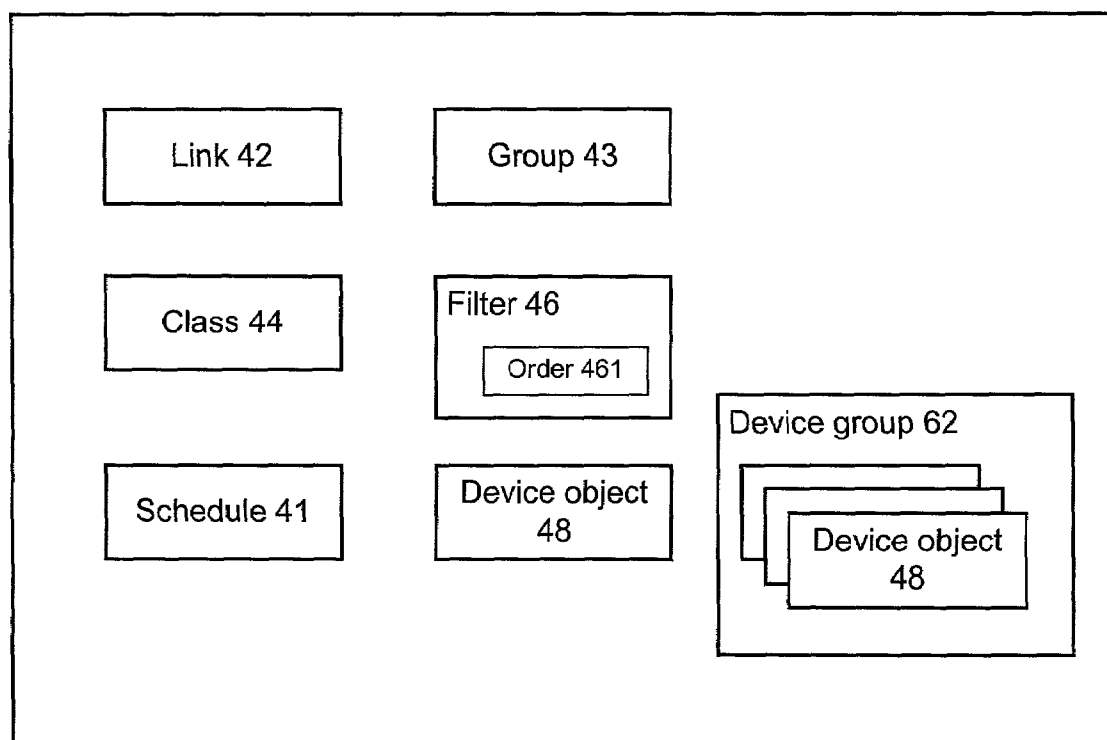 Link 42
Group 43
Class 44
Filter 46
Order 461
Schedule 41
Device object
48
Device group 62
Device object
48